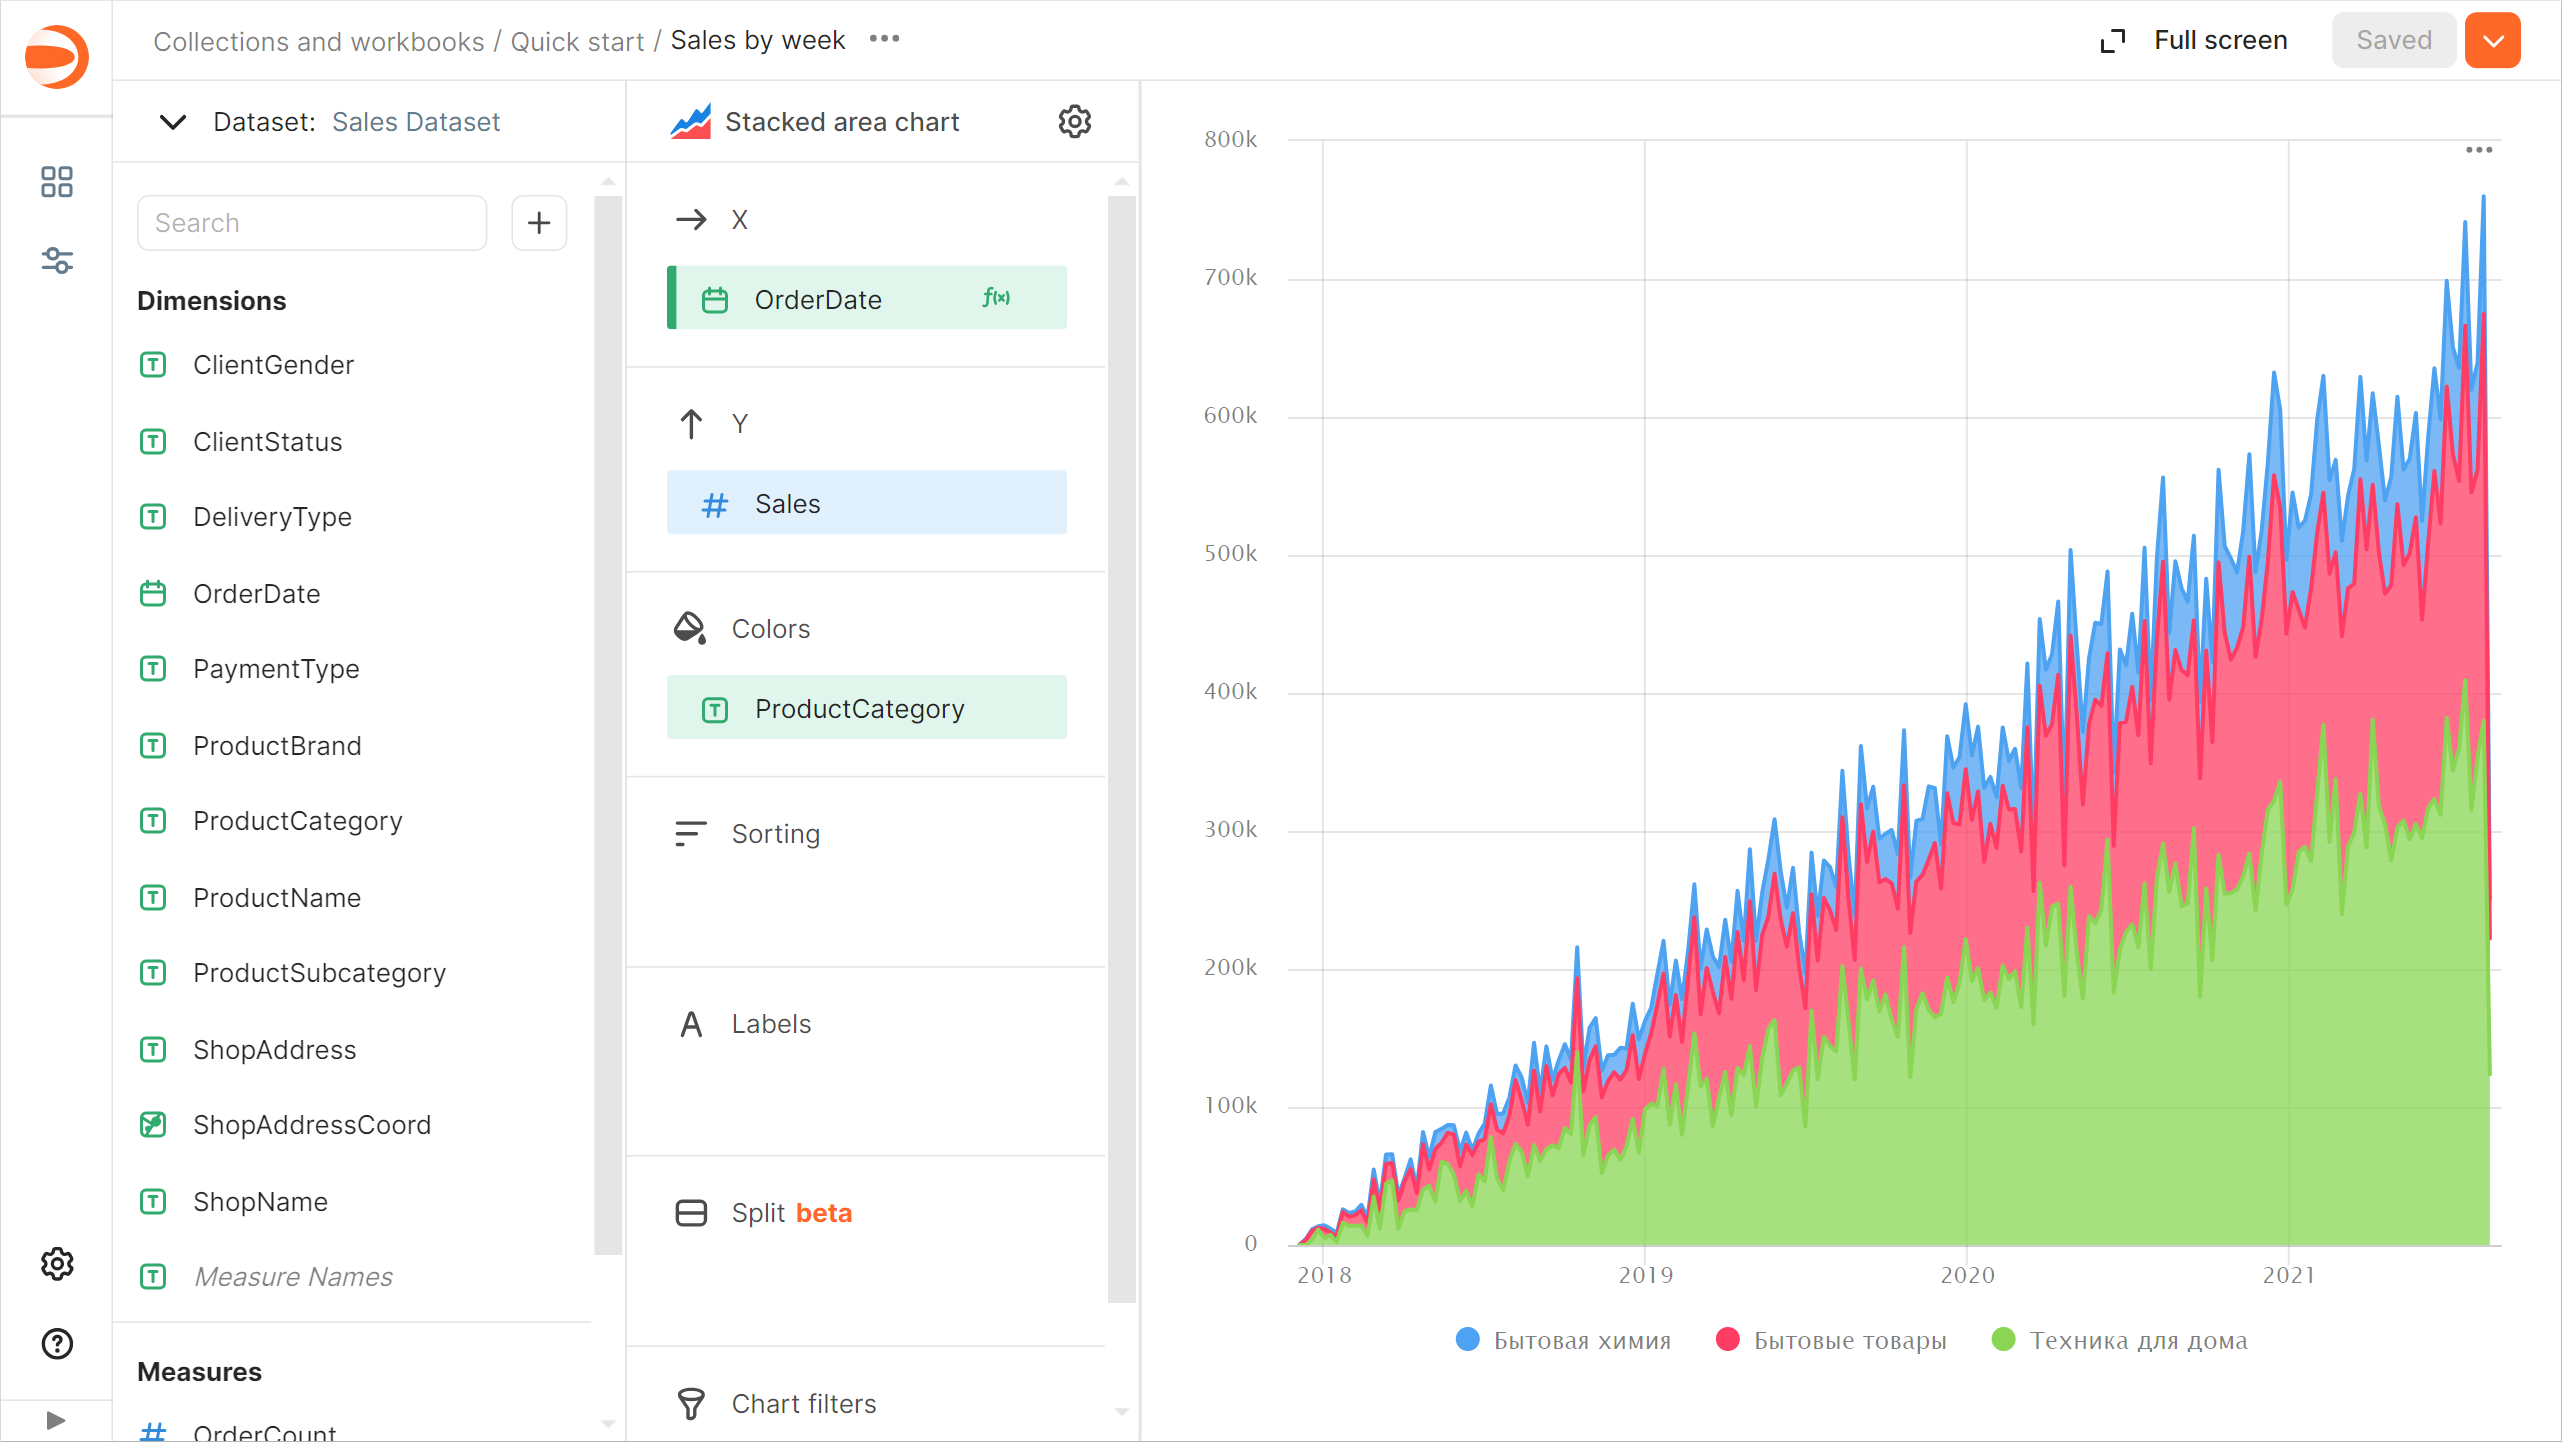 Collections and workbooks / Quick start / Sales by week
Full screen
Saved
Dataset: Sales Dataset
Search
Dimensions
ClientGender
ClientStatus
DeliveryType
OrderDate
PaymentType
ProductBrand
ProductCategory
ProductName
ProductSubcategory
ShopAddress
ShopAddressCoord
ShopName
Measure Names
Measures
OrderCount
Stacked area chart
X
OrderDate
f(x)
Y
Sales
Colors
ProductCategory
Sorting
Labels
Split beta
Chart filters
800k
700k
600k
500k
400k
300k
200k
100k
0
2018 2019 2020 2021
Бытовая химия Бытовые товары Техника для дома